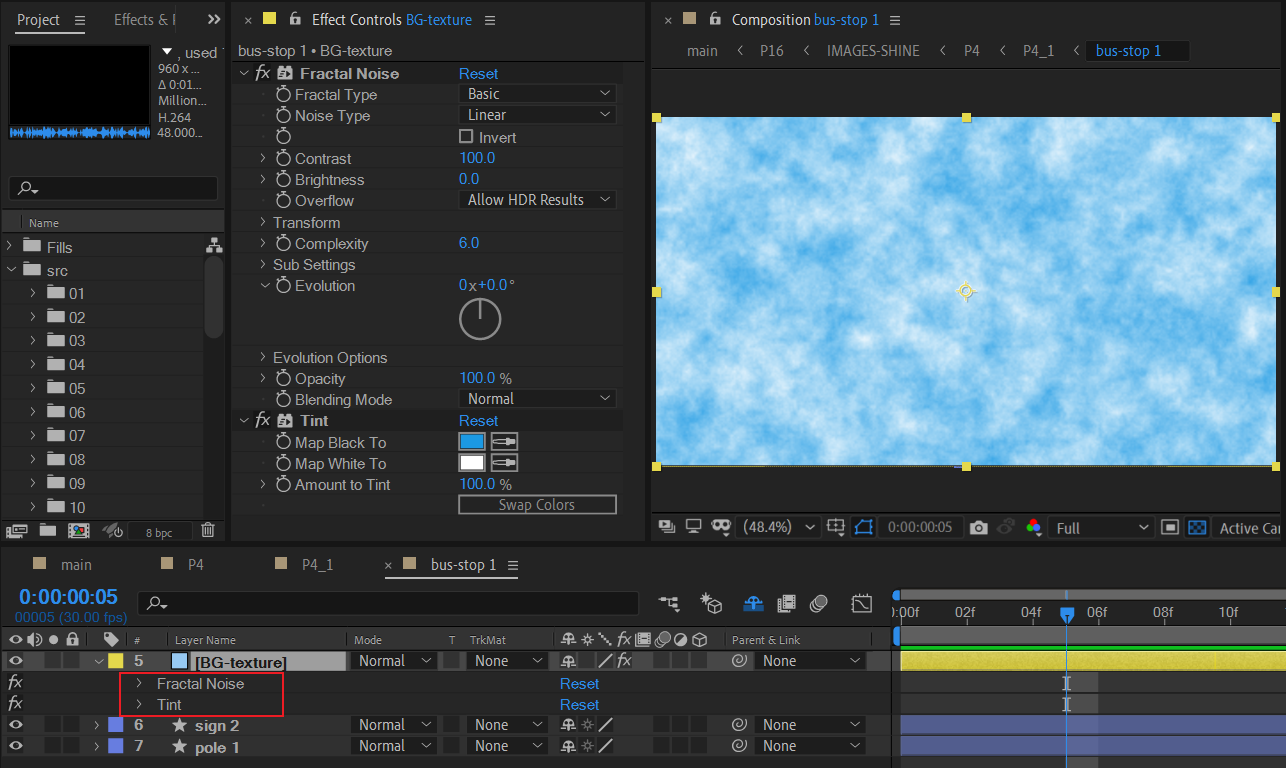 Project
Effects & F
, used
960 x ...
Δ 0:01...
Million...
H.264
48.000...
Name
Fills
src
01
02
03
04
05
06
07
08
09
10
8 bpc
Effect Controls BG-texture
bus-stop 1 • BG-texture
fx Fractal Noise Reset
Fractal Type Basic
Noise Type Linear
Invert
Contrast 100.0
Brightness 0.0
Overflow Allow HDR Results
Transform
Complexity 6.0
Sub Settings
Evolution 0x+0.0°
Evolution Options
Opacity 100.0 %
Blending Mode Normal
fx Tint Reset
Map Black To
Map White To
Amount to Tint 100.0 %
Swap Colors
Composition bus-stop 1
main P16 IMAGES-SHINE P4 P4_1 bus-stop 1
(48.4%) 0:00:00:05 Full Active Car
main P4 P4_1 bus-stop 1
0:00:00:05
00005 (30.00 fps)
):00f 02f 04f 06f 08f 10f
# Layer Name Mode T TrkMat fx Parent & Link
5 [BG-texture] Normal None fx None
fx Fractal Noise Reset
fx Tint Reset
6 sign 2 Normal None None
7 pole 1 Normal None None